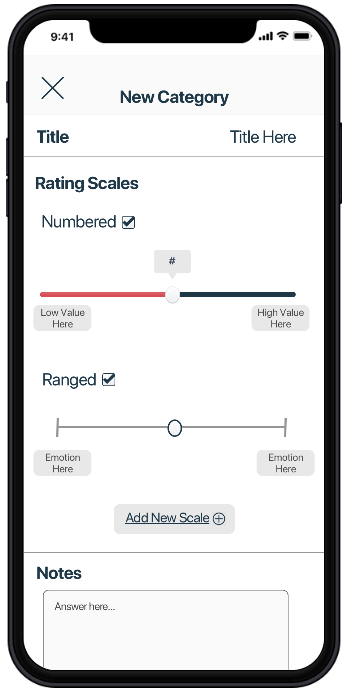 9:41
New Category
Title Title Here
Rating Scales
Numbered
#
Low Value
Here
High Value
Here
Ranged
Emotion
Here
Emotion
Here
Add New Scale
Notes
Answer here...